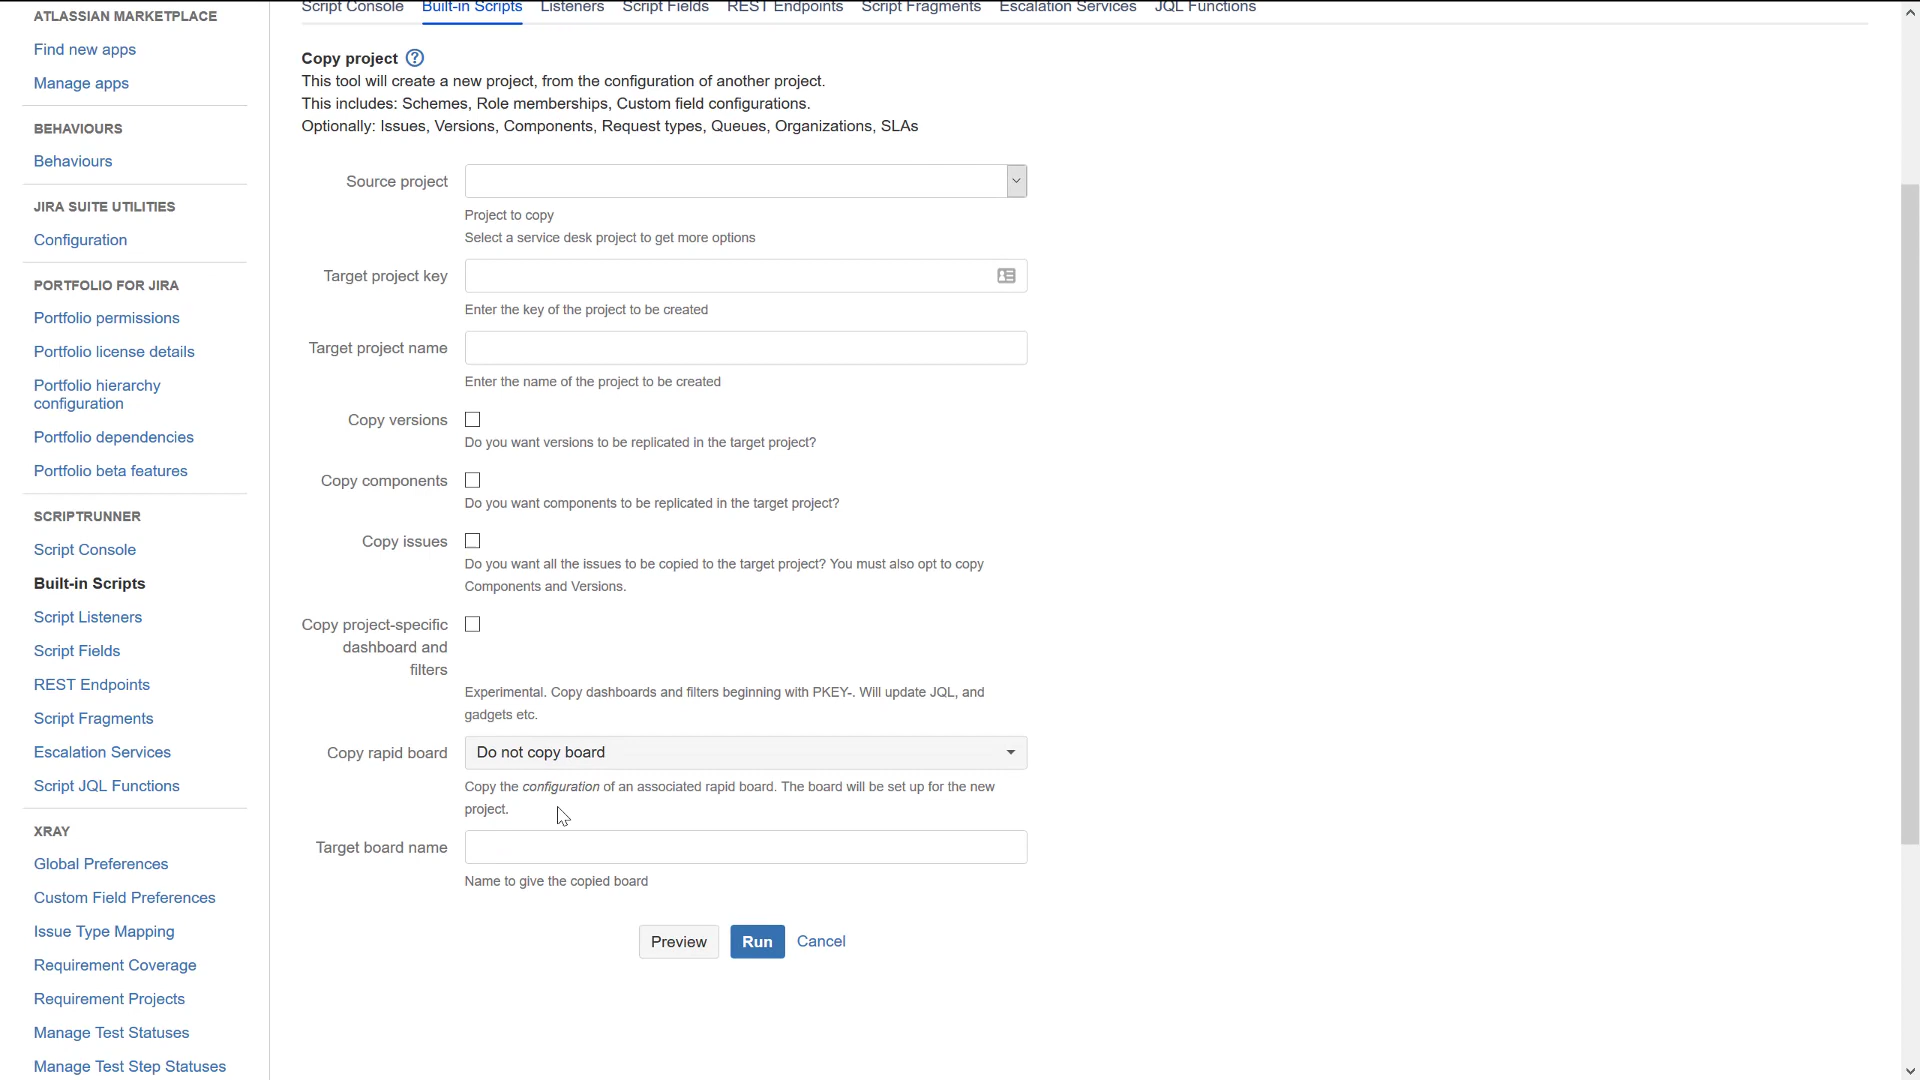 ATLASSIAN MARKETPLACE
Find new apps
Manage apps
BEHAVIOURS
Behaviours
JIRA SUITE UTILITIES
Configuration
PORTFOLIO FOR JIRA
Portfolio permissions
Portfolio license details
Portfolio hierarchy
configuration
Portfolio dependencies
Portfolio beta features
SCRIPTRUNNER
Script Console
Built-in Scripts
Script Listeners
Script Fields
REST Endpoints
Script Fragments
Escalation Services
Script JQL Functions
XRAY
Global Preferences
Custom Field Preferences
Issue Type Mapping
Requirement Coverage
Requirement Projects
Manage Test Statuses
Manage Test Step Statuses
Script Console Built-in Scripts Listeners Script Fields REST Endpoints Script Fragments Escalation Services JQL Functions
Copy project ?
This tool will create a new project, from the configuration of another project.
This includes: Schemes, Role memberships, Custom field configurations.
Optionally: Issues, Versions, Components, Request types, Queues, Organizations, SLAs
Source project
Project to copy
Select a service desk project to get more options
Target project key
Enter the key of the project to be created
Target project name
Enter the name of the project to be created
Copy versions
Do you want versions to be replicated in the target project?
Copy components
Do you want components to be replicated in the target project?
Copy issues
Do you want all the issues to be copied to the target project? You must also opt to copy
Components and Versions.
Copy project-specific
dashboard and
filters
Experimental. Copy dashboards and filters beginning with PKEY-. Will update JQL, and
gadgets etc.
Copy rapid board Do not copy board
Copy the configuration of an associated rapid board. The board will be set up for the new
project.
Target board name
Name to give the copied board
Preview Run Cancel